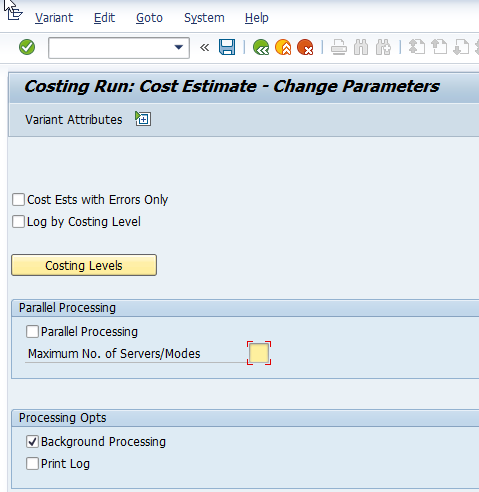 Variant Edit Goto System Help
Costing Run: Cost Estimate - Change Parameters
Variant Attributes
Cost Ests with Errors Only
Log by Costing Level
Costing Levels
Parallel Processing
Parallel Processing
Maximum No. of Servers/Modes
Processing Opts
Background Processing
Print Log